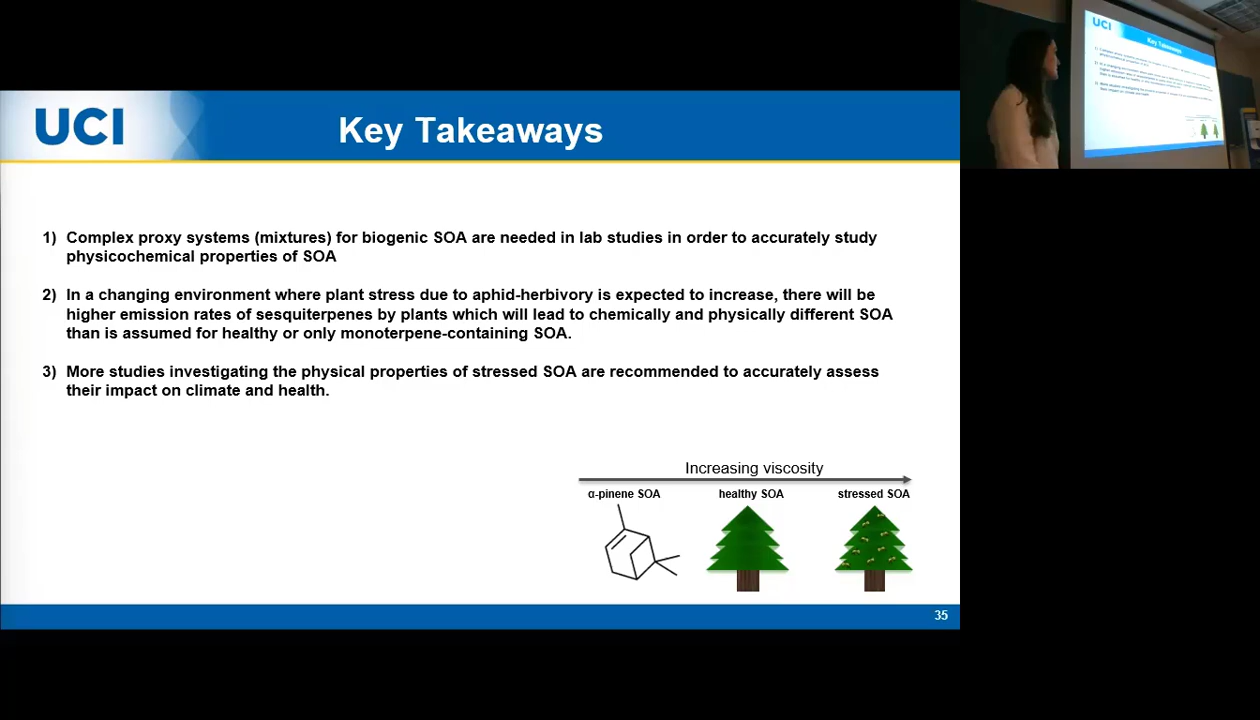 UCI
Key Takeaways
1) Complex proxy systems (mixtures) for biogenic SOA are needed in lab studies in order to accurately study
physicochemical properties of SOA
2) In a changing environment where plant stress due to aphid-herbivory is expected to increase, there will be
higher emission rates of sesquiterpenes by plants which will lead to chemically and physically different SOA
than is assumed for healthy or only monoterpene-containing SOA.
3) More studies investigating the physical properties of stressed SOA are recommended to accurately assess
their impact on climate and health.
Increasing viscosity
α-pinene SOA healthy SOA stressed SOA
35
UCI
Key Takeaways